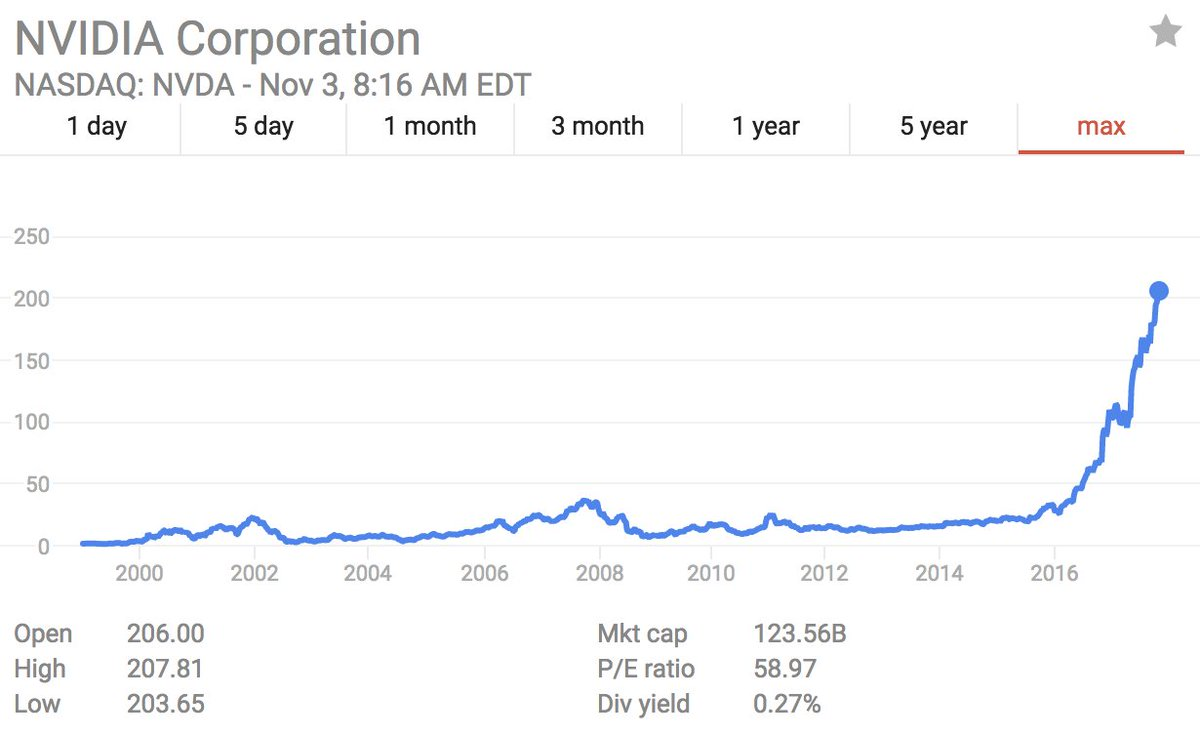 NVIDIA Corporation
NASDAQ: NVDA - Nov 3, 8:16 AM EDT
1 day 5 day 1 month 3 month 1 year 5 year max
250
200
150
100
50
0
2000 2002 2004 2006 2008 2010 2012 2014 2016
Open 206.00 Mkt cap 123.56B
High 207.81 P/E ratio 58.97
Low 203.65 Div yield 0.27%